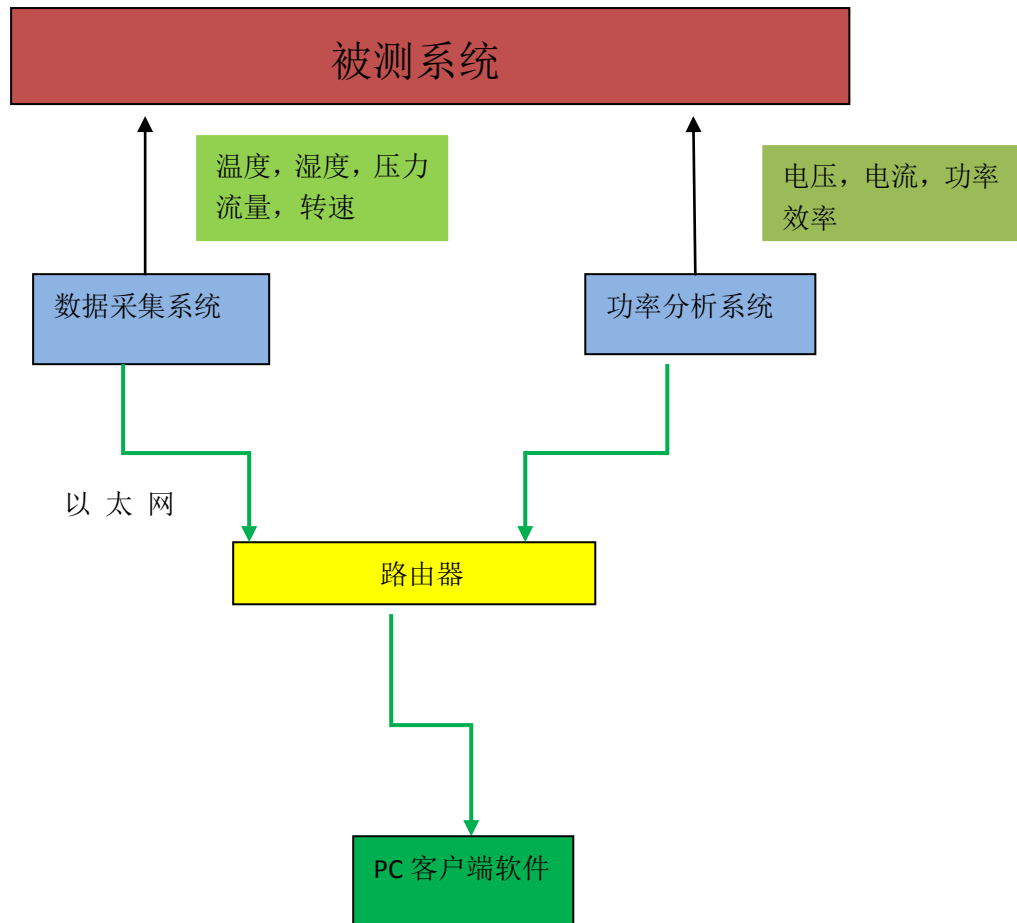 被测系统
温度，湿度，压力
流量，转速
电压，电流，功率
效率
数据采集系统
功率分析系统
以 太 网
路由器
PC 客户端软件